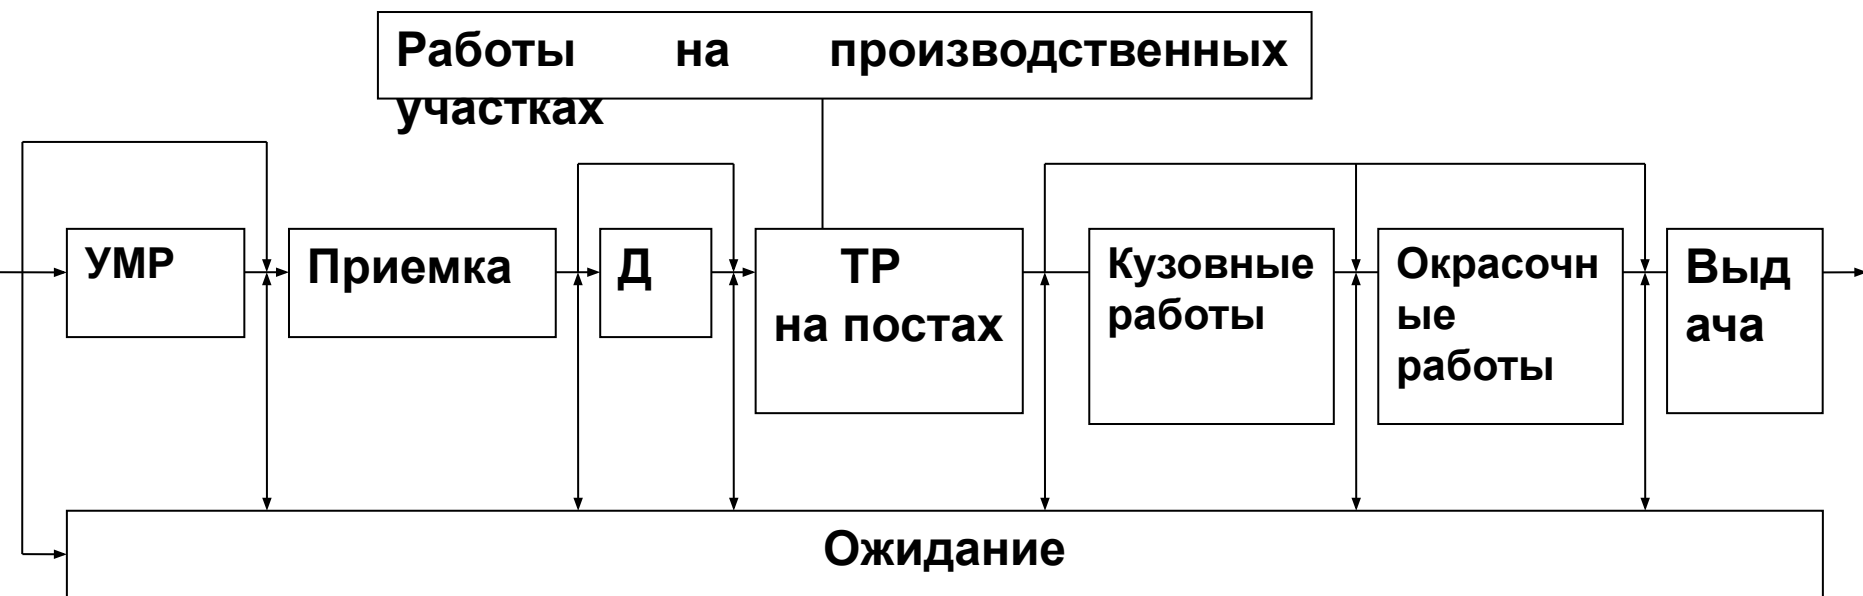 Работы на производственных
участках
УМР
Приемка
Д
ТР
на постах
Кузовные
работы
Окрасочн
ые
работы
Выд
ача
Ожидание